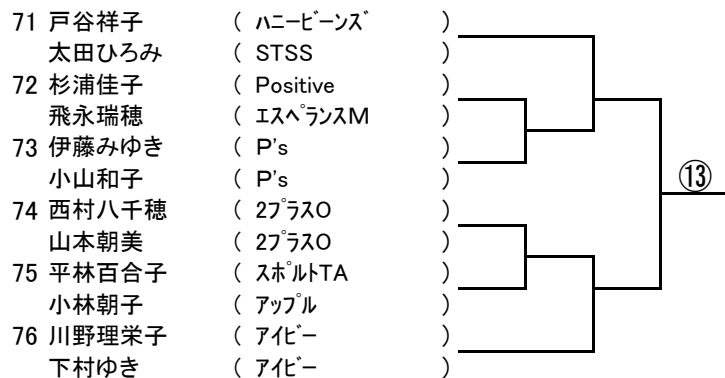 71 戸谷祥子 ( ﾊﾆｰﾋﾞｰﾝｽﾞ )
太田ひろみ ( STSS )
72 杉浦佳子 ( Positive )
飛永瑞穂 ( ｴｽﾍﾟﾗﾝｽM )
73 伊藤みゆき ( P's )
小山和子 ( P's )
⑬
74 西村八千穂 ( 2ﾌﾟﾗｽO )
山本朝美 ( 2ﾌﾟﾗｽO )
75 平林百合子 ( ｽﾎﾟﾙﾄTA )
小林朝子 ( ｱｯﾌﾟﾙ )
76 川野理栄子 ( ｱｲﾋﾞｰ )
下村ゆき ( ｱｲﾋﾞｰ )